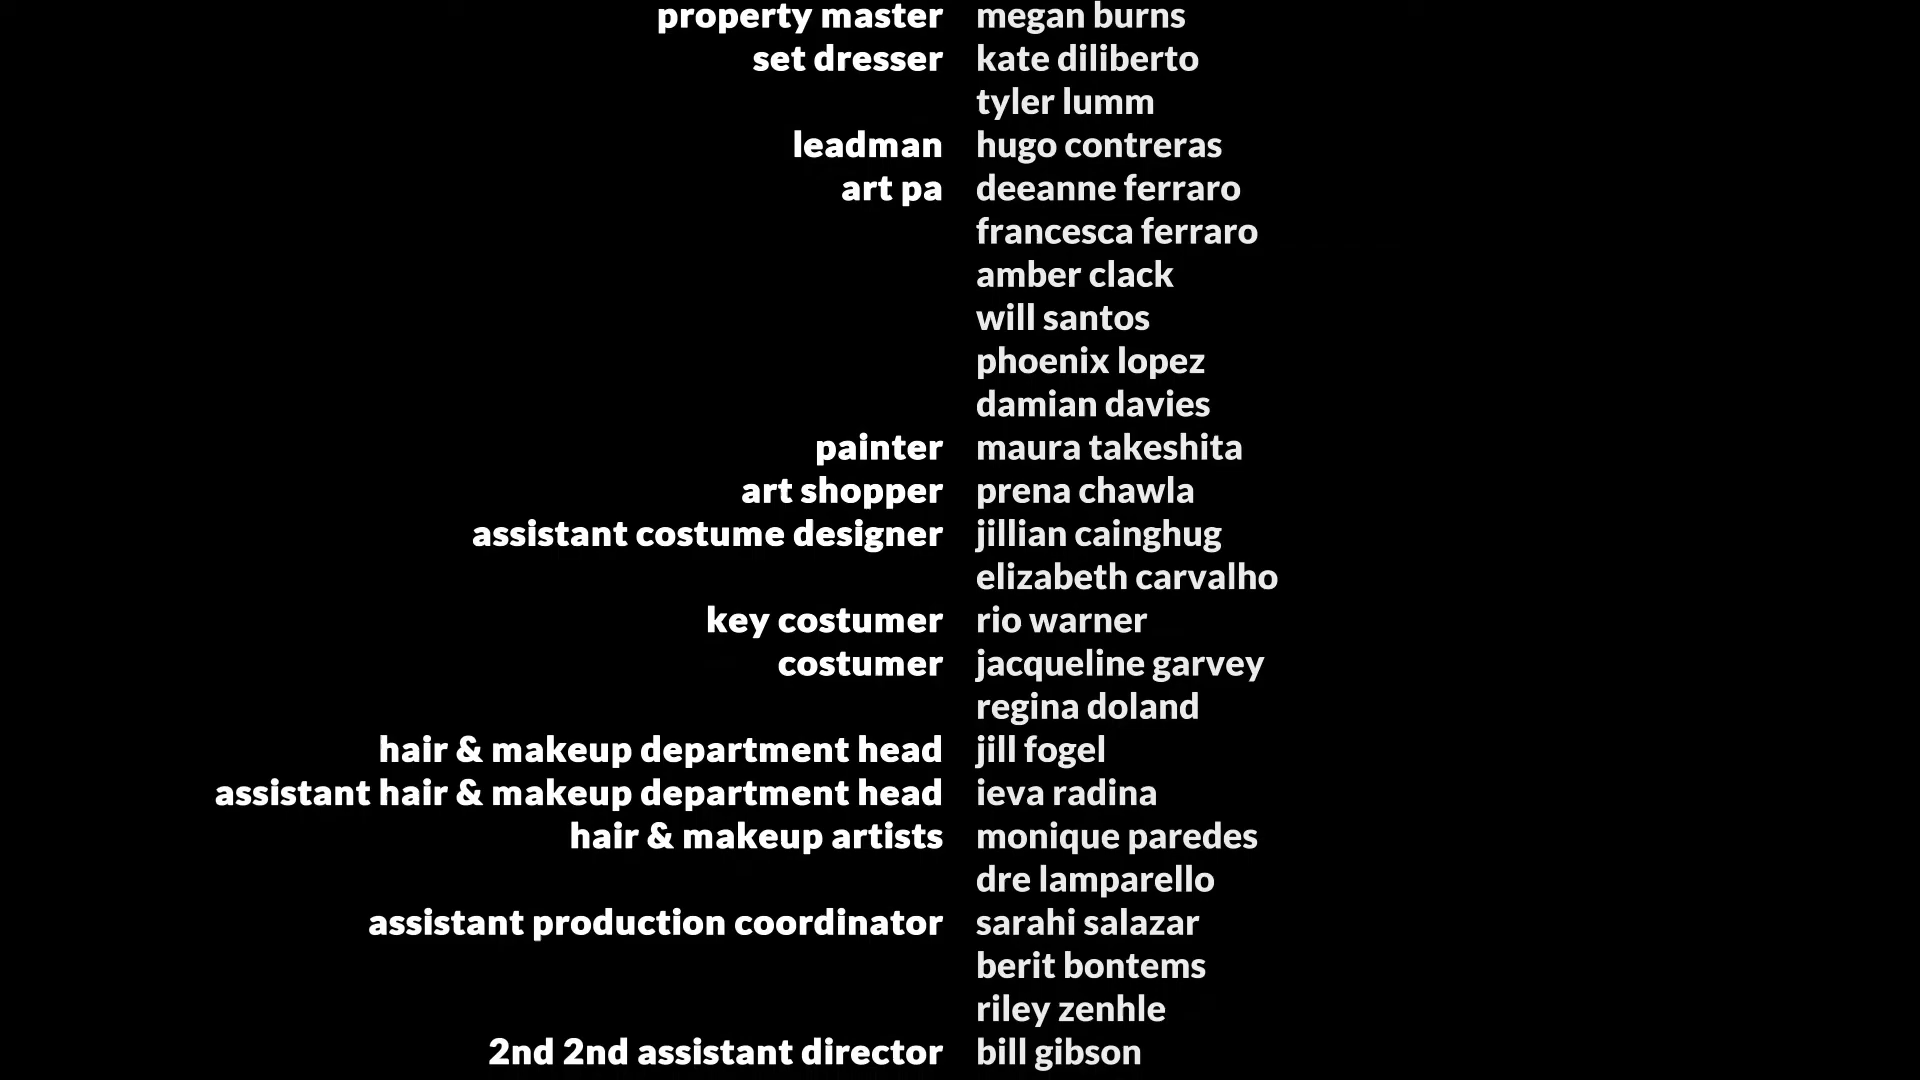 property master megan burns
set dresser kate diliberto
tyler lumm
leadman hugo contreras
art pa deeanne ferraro
francesca ferraro
amber clack
will santos
phoenix lopez
damian davies
painter maura takeshita
art shopper prena chawla
assistant costume designer jillian cainghug
elizabeth carvalho
key costumer rio warner
costumer jacqueline garvey
regina doland
hair & makeup department head jill fogel
assistant hair & makeup department head ieva radina
hair & makeup artists monique paredes
dre lamparello
assistant production coordinator sarahi salazar
berit bontems
riley zenhle
2nd 2nd assistant director bill gibson